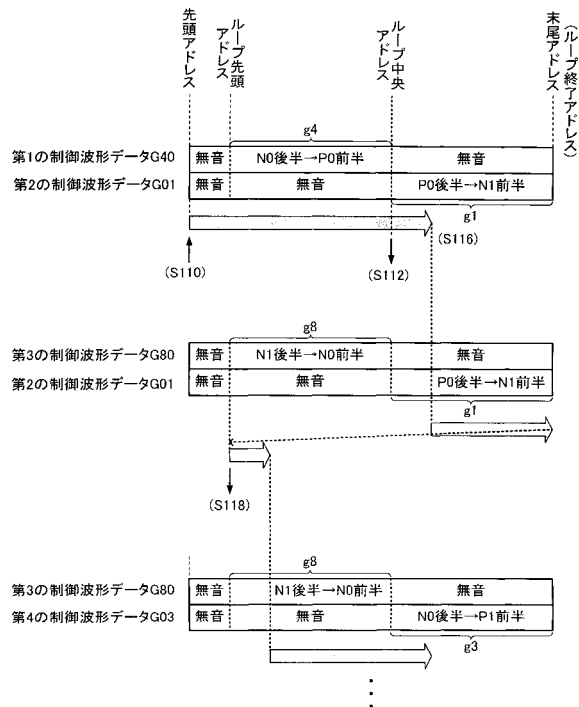 先頭アドレス
ループ先頭アドレス
ループ中央アドレス
末尾アドレス
(ループ終了アドレス)
g4
第1の制御波形データG40 無音 N0後半→P0前半 無音
第2の制御波形データG01 無音 無音 P0後半→N1前半
g1
(S116)
(S110)
(S112)
g8
第3の制御波形データG80 無音 N1後半→N0前半 無音
第2の制御波形データG01 無音 無音 P0後半→N1前半
g1
(S118)
g8
第3の制御波形データG80 無音 N1後半→N0前半 無音
第4の制御波形データG03 無音 無音 N0後半→P1前半
g3